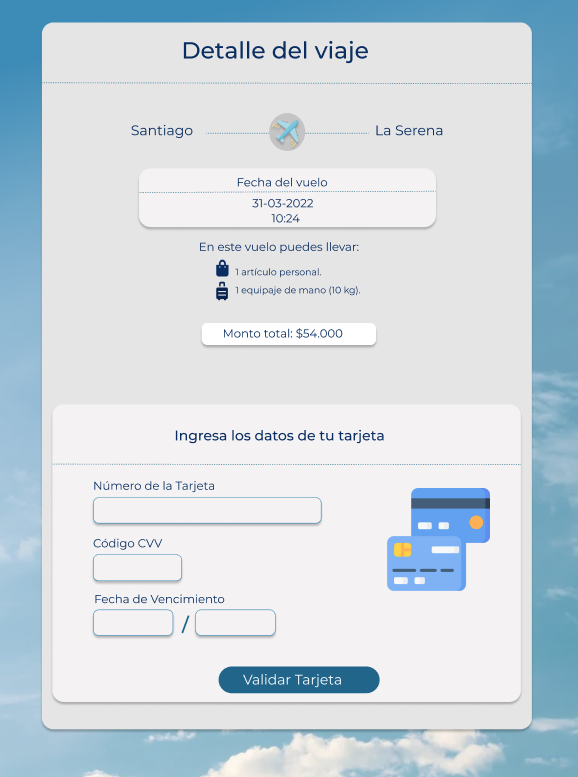 Detalle del viaje
Santiago
La Serena
Fecha del vuelo
31-03-2022
10:24
En este vuelo puedes llevar:
1 artículo personal.
1 equipaje de mano (10 kg).
Monto total: $54.000
Ingresa los datos de tu tarjeta
Número de la Tarjeta
Código CVV
Fecha de Vencimiento
/
Validar Tarjeta